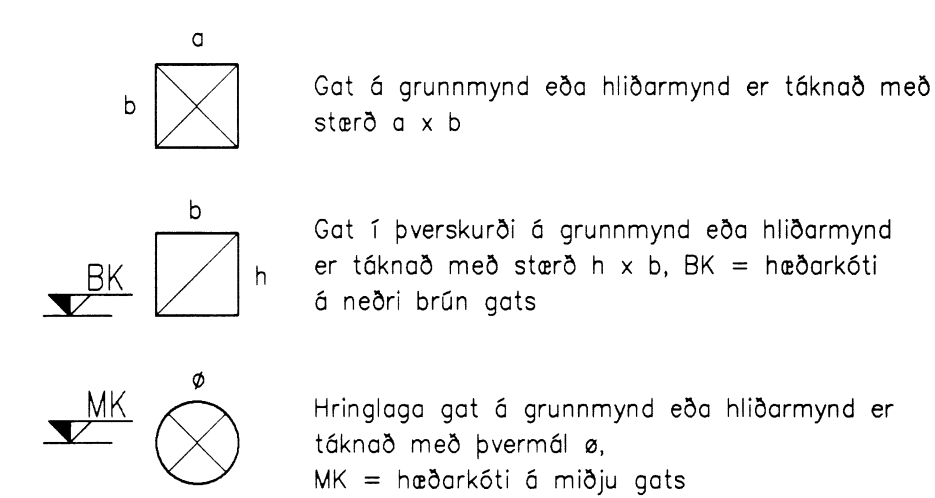 a
b
Gat á grunnmynd eða hliðarmynd er táknað með
stærð a x b
b
BK
h
Gat í þverskurði á grunnmynd eða hliðarmynd
er táknað með stærð h x b, BK = hæðarkóti
á neðri brún gats
ø
MK
Hringlaga gat á grunnmynd eða hliðarmynd er
táknað með þvermál ø,
MK = hæðarkóti á miðju gats